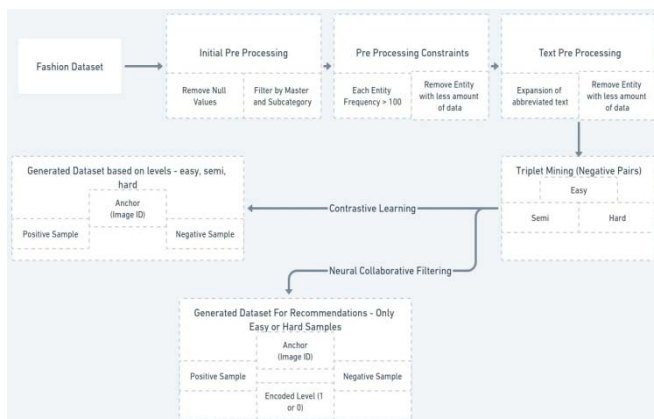 Fashion Dataset
Initial Pre Processing
Remove Null
Values
Filter by Master
and Subcategory
Pre Processing Constraints
Each Entity
Frequency > 100
Remove Entity
with less amount
of data
Text Pre Processing
Expansion of
abbreviated text
Remove Entity
with less amount
of data
Triplet Mining (Negative Pairs)
Easy
Semi
Hard
Contrastive Learning
Generated Dataset based on levels - easy, semi,
hard
Anchor
(Image ID)
Positive Sample
Negative Sample
Neural Collaborative Filtering
Generated Dataset For Recommendations - Only
Easy or Hard Samples
Anchor
(Image ID)
Positive Sample
Negative Sample
Encoded Level (1
or 0)